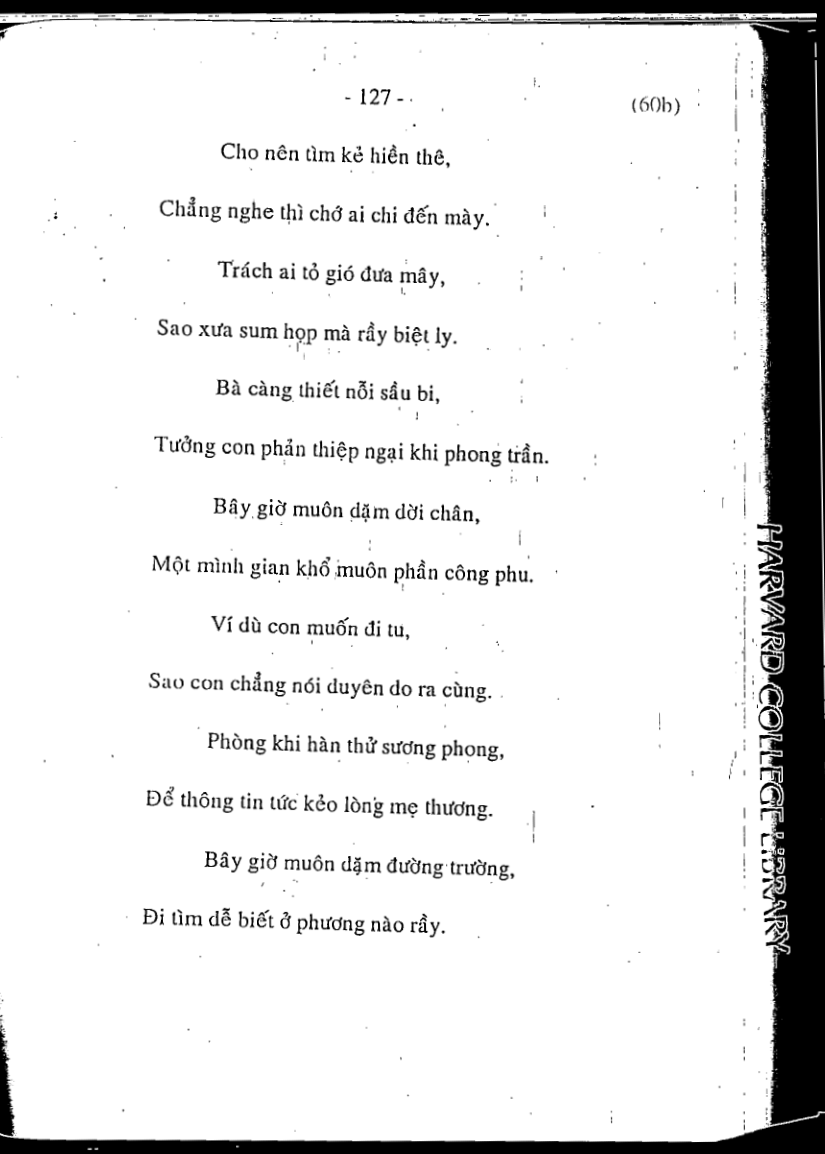 - 127 -
(60b)
Cho nên tìm kẻ hiền thê,
Chẳng nghe thì chớ ai chi đến mày.
Trách ai tỏ gió đưa mây,
Sao xưa sum họp mà rầy biệt ly.
Bà càng thiết nỗi sầu bi,
Tưởng con phản thiệp ngại khi phong trần.
Bây giờ muôn dặm dời chân,
Một mình gian khổ muôn phần công phu.
Ví dù con muốn đi tu,
Sao con chẳng nói duyên do ra cùng.
Phòng khi hàn thử sương phong,
Để thông tin tức kẻo lòng mẹ thương.
Bây giờ muôn dặm đường trường,
Đi tìm dễ biết ở phương nào rầy.
HARVARD COLLEGE LIBRARY